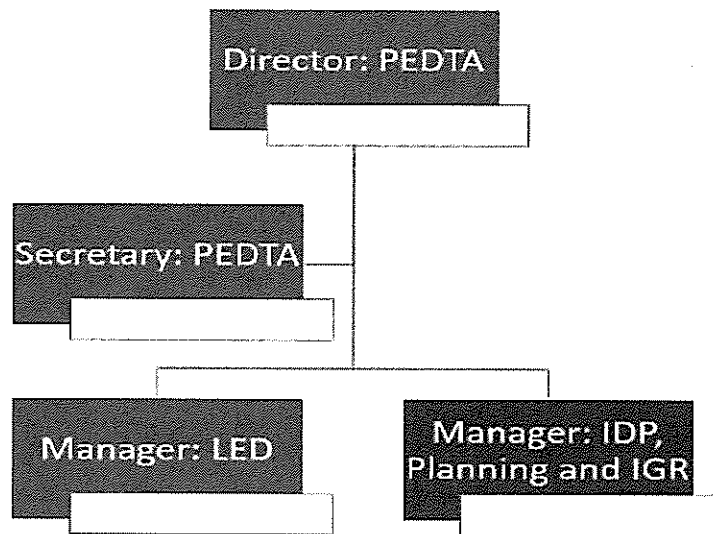 Director: PEDTA
Secretary: PEDTA
Manager: LED
Manager: IDP,
Planning and IGR